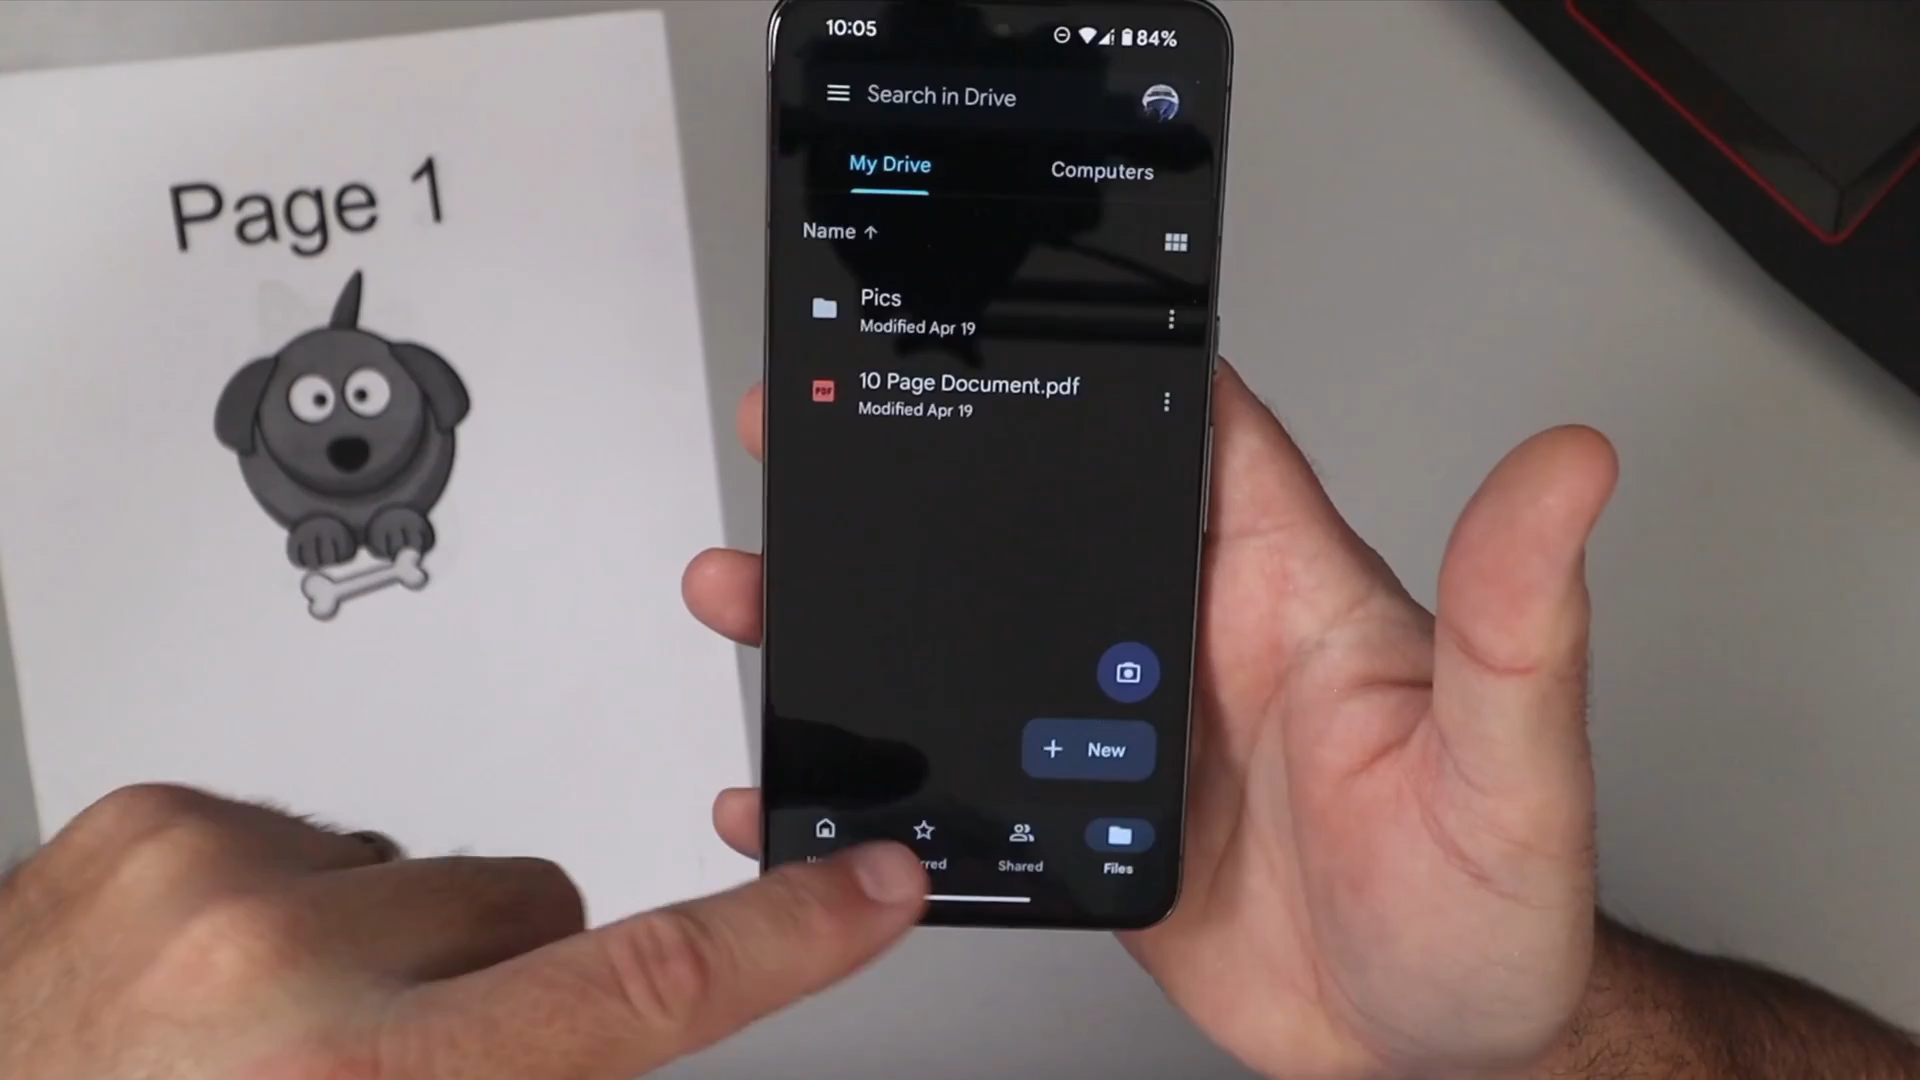 Page 1
10:05
84%
Search in Drive
My Drive
Computers
Name
Pics
Modified Apr 19
PDF
10 Page Document.pdf
Modified Apr 19
New
Shared
Files